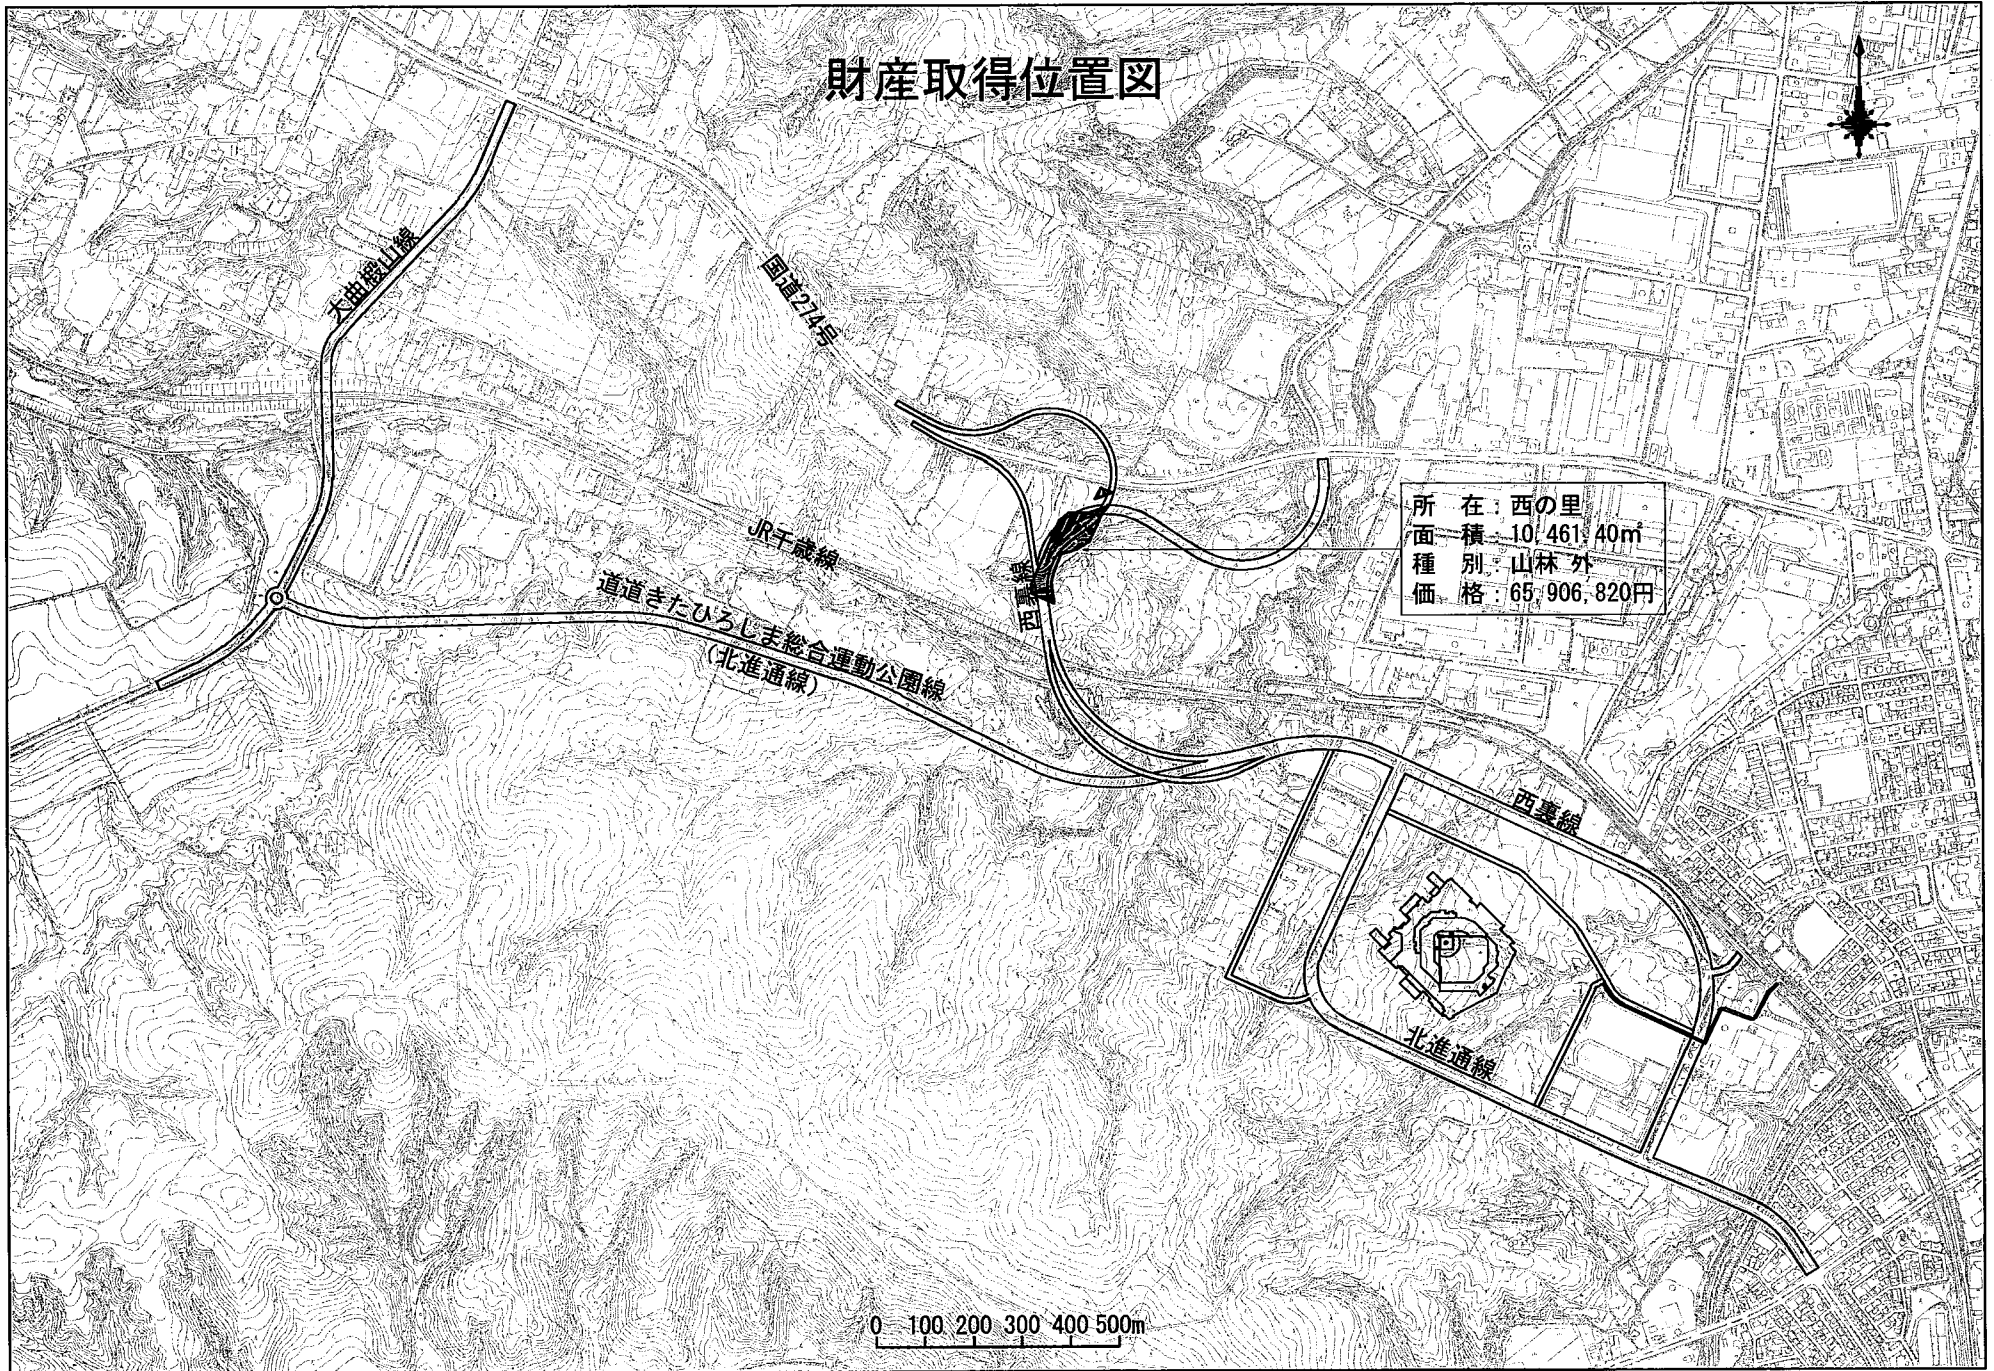 財産取得位置図
大曲椴山線
国道274号
JR千歳線
道道きたひろしま総合運動公園線
(北進通線)
西裏線
所 在：西の里
面 積：10,461.40㎡
種 別：山林 外
価 格：65,906,820円
西裏線
北進通線
0 100 200 300 400 500m